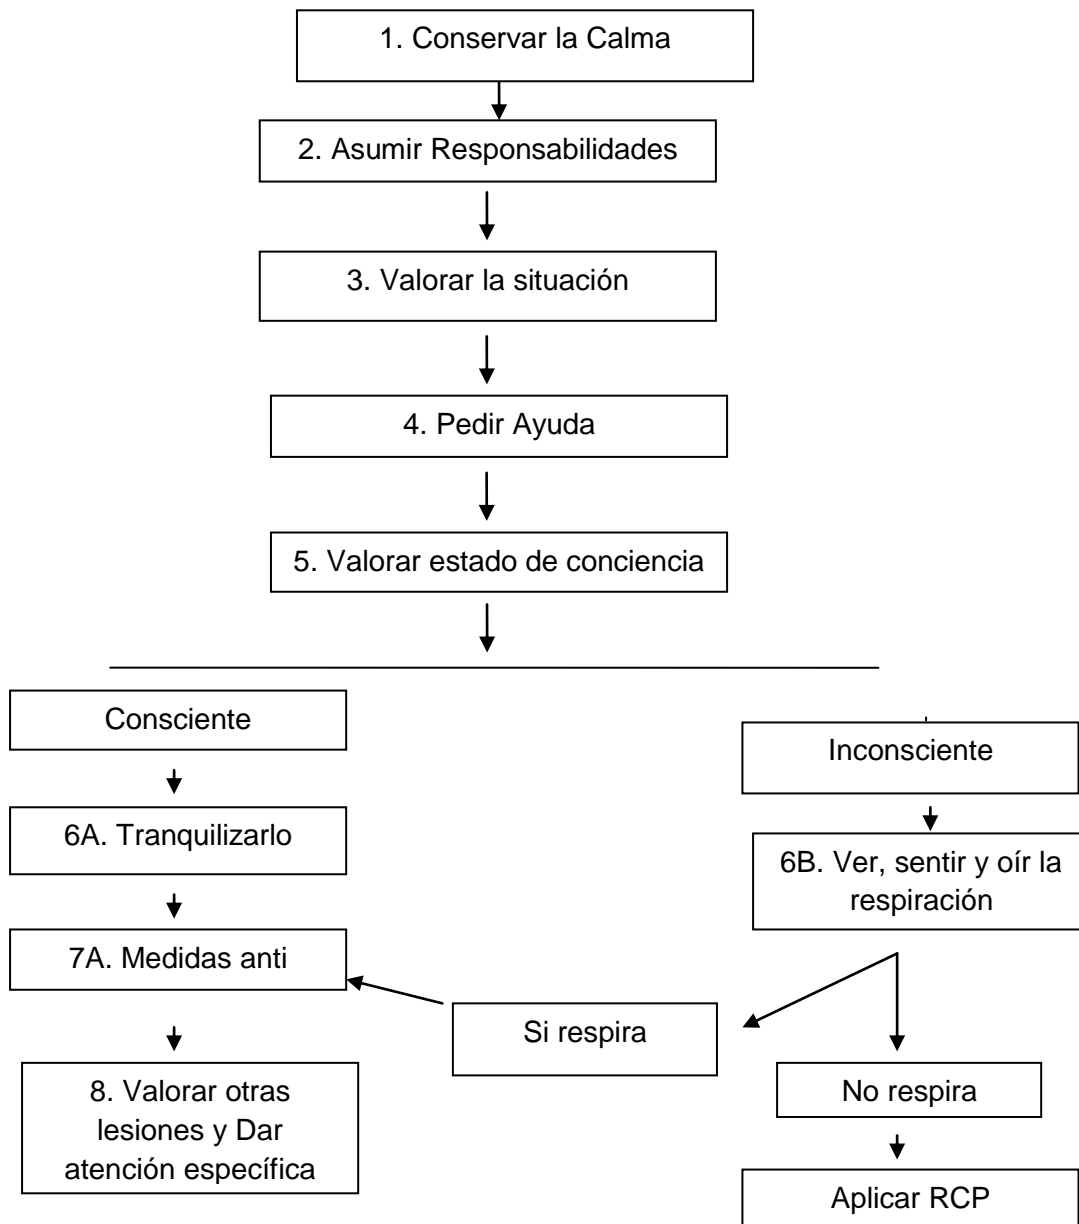 1. Conservar la Calma
2. Asumir Responsabilidades
3. Valorar la situación
4. Pedir Ayuda
5. Valorar estado de conciencia
Consciente
Inconsciente
6A. Tranquilizarlo
6B. Ver, sentir y oír la
respiración
7A. Medidas anti
Si respira
No respira
8. Valorar otras
lesiones y Dar
atención específica
Aplicar RCP